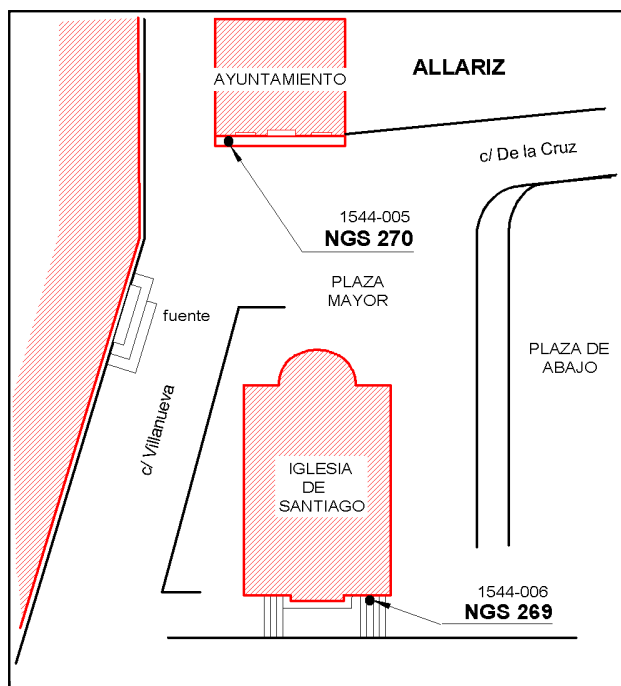 ALLARIZ
AYUNTAMIENTO
c/ De la Cruz
1544-005
NGS 270
PLAZA
MAYOR
fuente
PLAZA DE
ABAJO
c/ Villanueva
IGLESIA
DE
SANTIAGO
1544-006
NGS 269